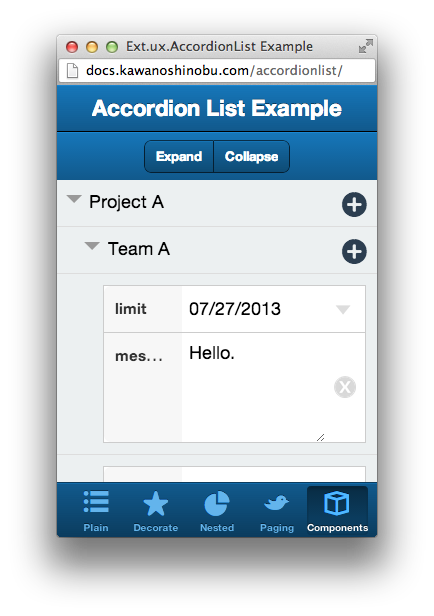 Ext.ux.AccordionList Example
docs.kawanoshinobu.com/accordionlist/
Accordion List Example
Expand Collapse
Project A
Team A
limit 07/27/2013
mes... Hello.
Plain Decorate Nested Paging Components